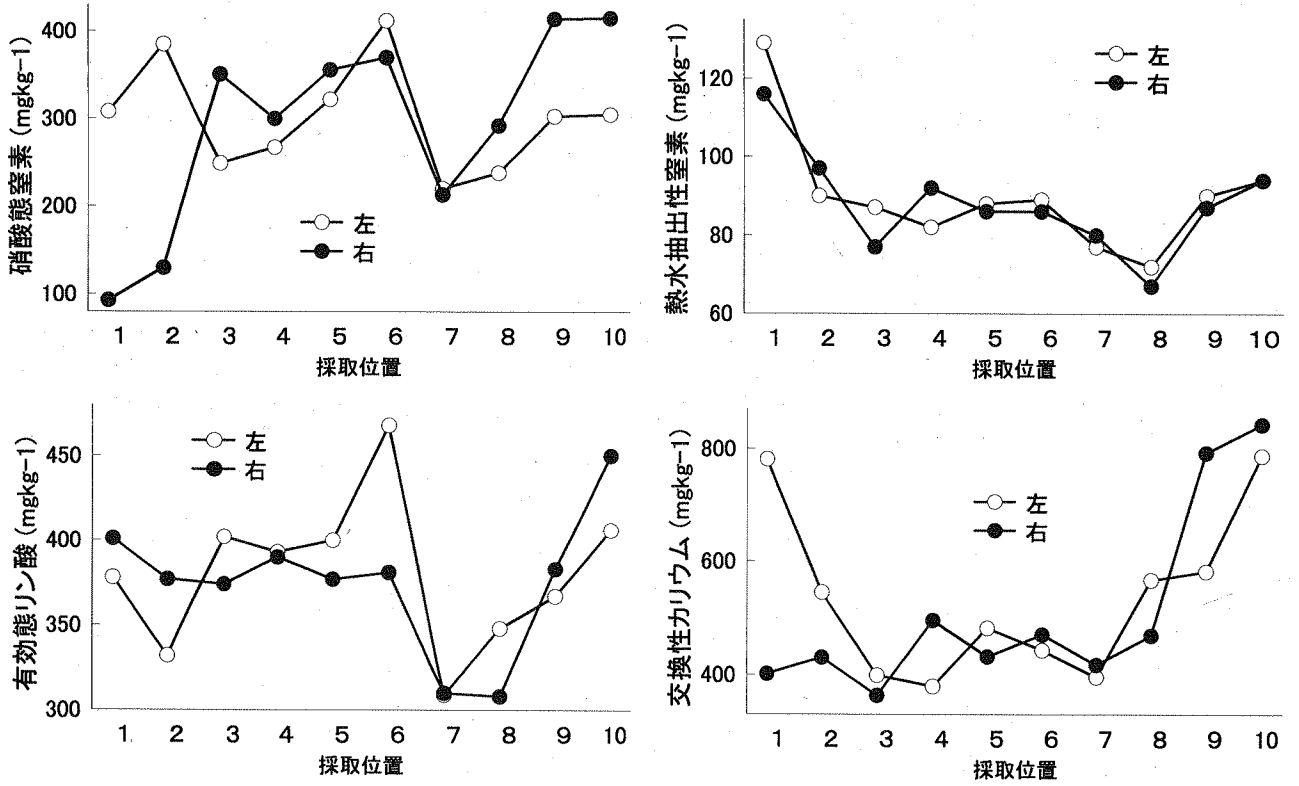 硝酸態窒素 (mgkg-1)
400
300
200
100
左
右
1 2 3 4 5 6 7 8 9 10
採取位置
熱水抽出性窒素 (mgkg-1)
120
100
80
60
左
右
1 2 3 4 5 6 7 8 9 10
採取位置
有効態リン酸 (mgkg-1)
450
400
350
300
左
右
1 2 3 4 5 6 7 8 9 10
採取位置
交換性カリウム (mgkg-1)
800
600
400
左
右
1 2 3 4 5 6 7 8 9 10
採取位置